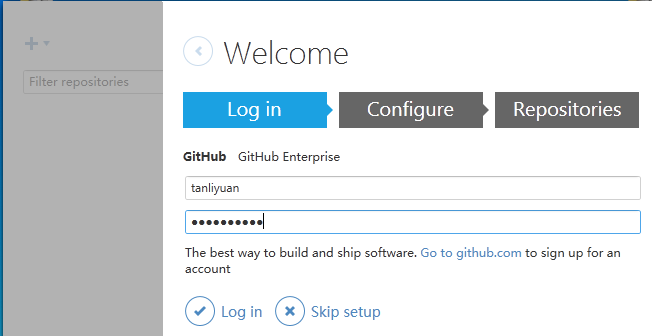 Welcome
Filter repositories
Log in
Configure
Repositories
GitHub
GitHub Enterprise
tanliyuan
The best way to build and ship software. Go to github.com to sign up for an
account
Log in
Skip setup